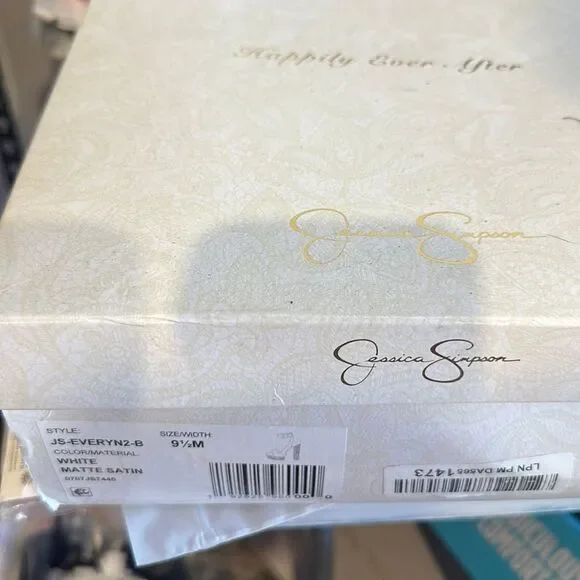 Happily Ever After
Jessica Simpson
Jessica Simpson
STYLE:
JS-EVERYN2-B
COLOR/MATERIAL:
WHITE
MATTE SATIN
SIZE/WIDTH:
9½M
LPN PM
1473